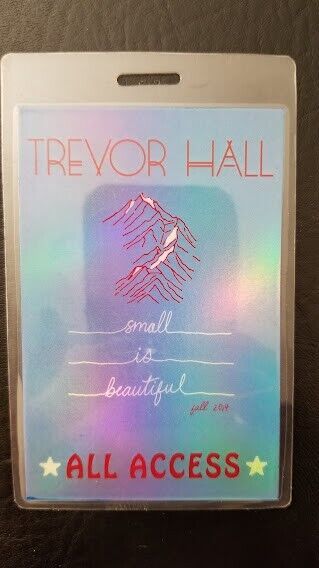 TREVOR HALL
small
is
beautiful
fall 2014
ALL ACCESS